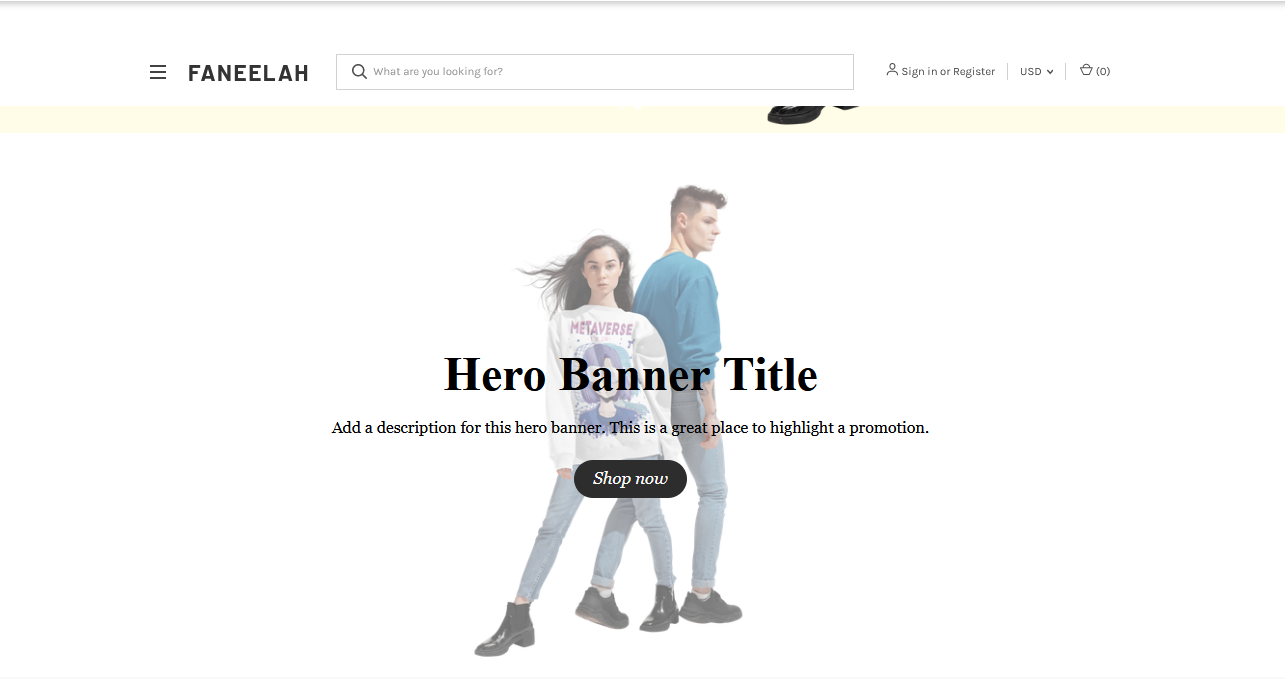 FANEELAH
What are you looking for?
Sign in or Register
USD
(0)
METAVERSE
Hero Banner Title
Add a description for this hero banner. This is a great place to highlight a promotion.
Shop now